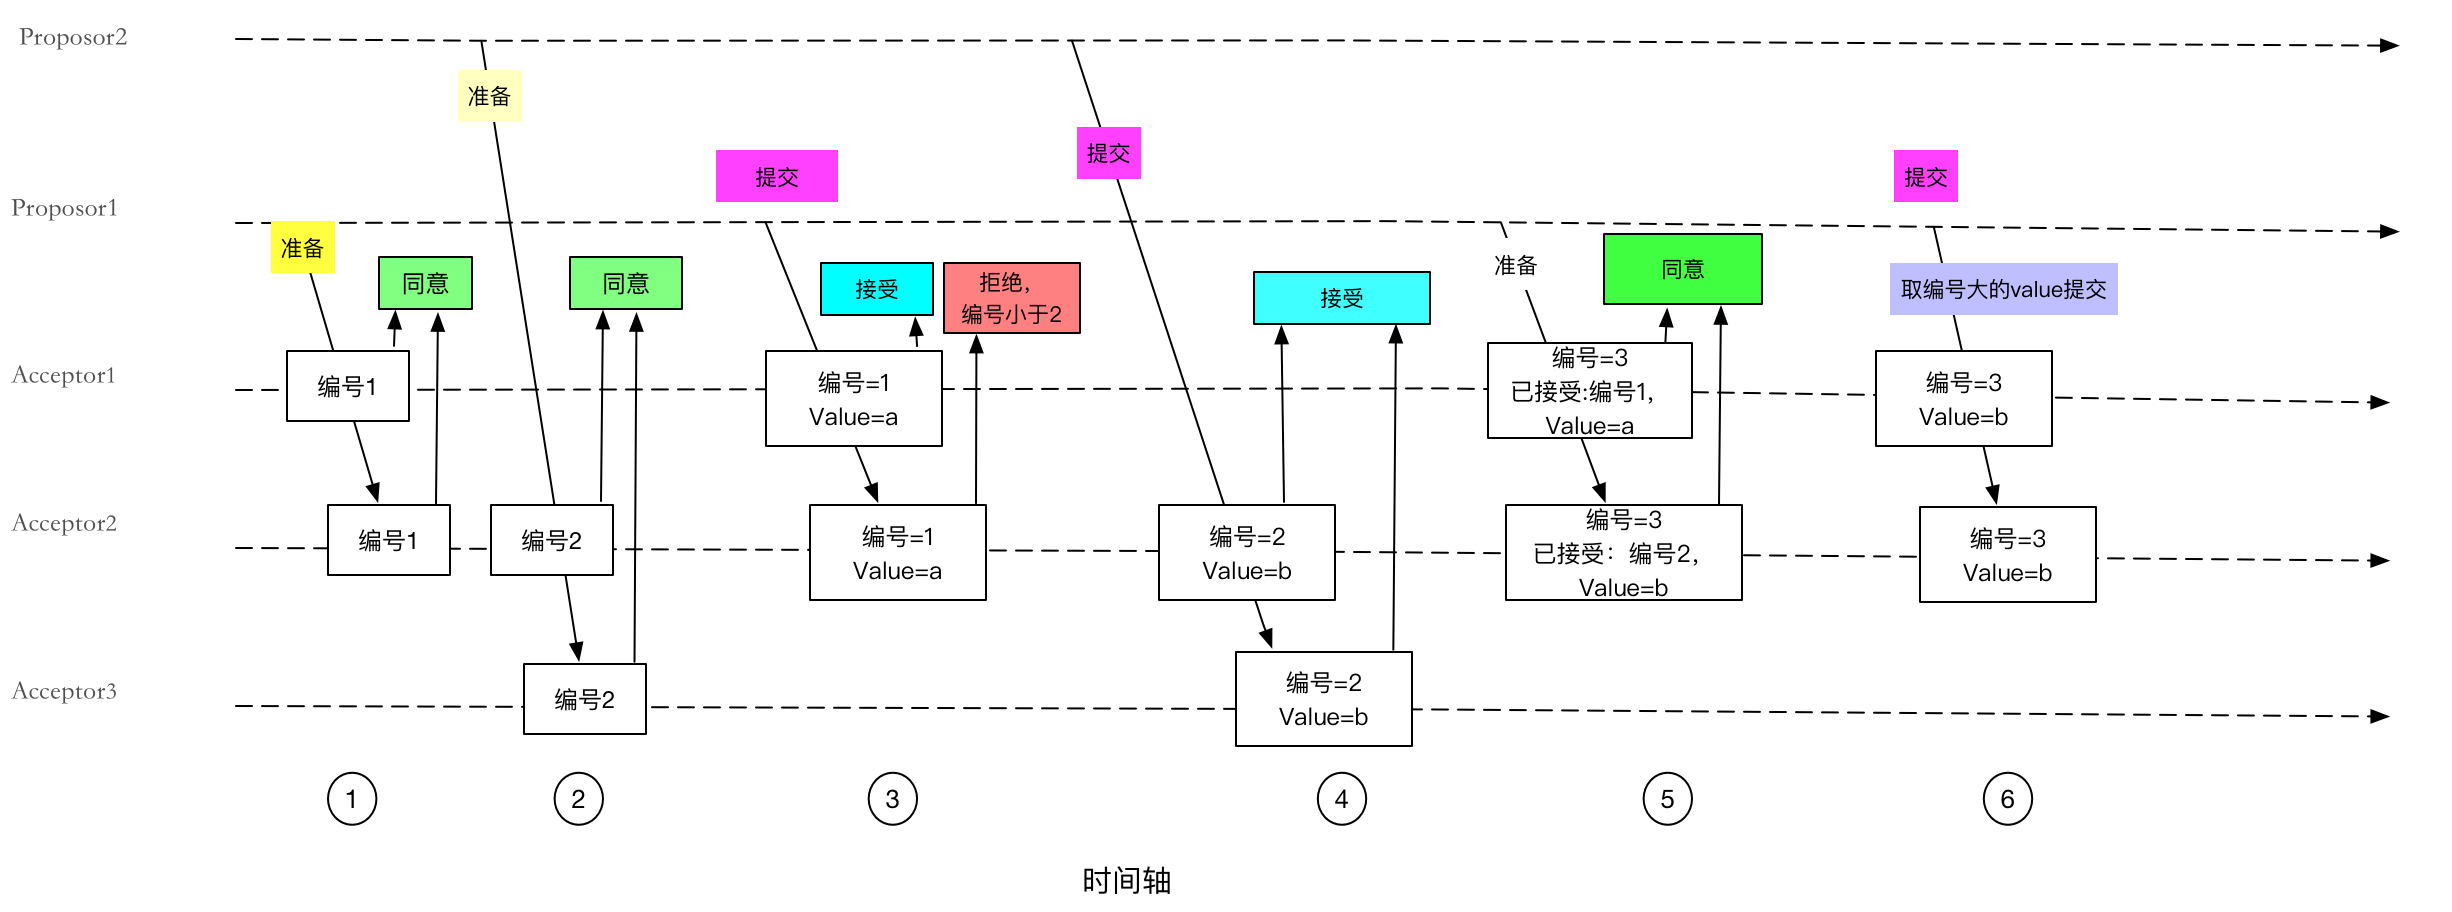 Proposor2
准备
提交
提交
提交
Proposor1
准备
同意
同意
接受
拒绝，
编号小于2
接受
准备
同意
取编号大的value提交
Acceptor1
编号1
编号=1
Value=a
编号=3
已接受:编号1，
Value=a
编号=3
Value=b
Acceptor2
编号1
编号2
编号=1
Value=a
编号=2
Value=b
编号=3
已接受：编号2，
Value=b
编号=3
Value=b
Acceptor3
编号2
编号=2
Value=b
1
2
3
4
5
6
时间轴